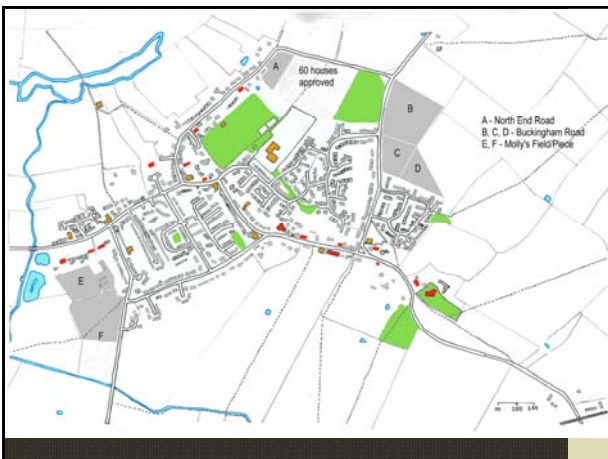 A
60 houses
approved
B
A - North End Road
B, C, D - Buckingham Road
E, F - Molly's Field/Piece
C
D
E
F